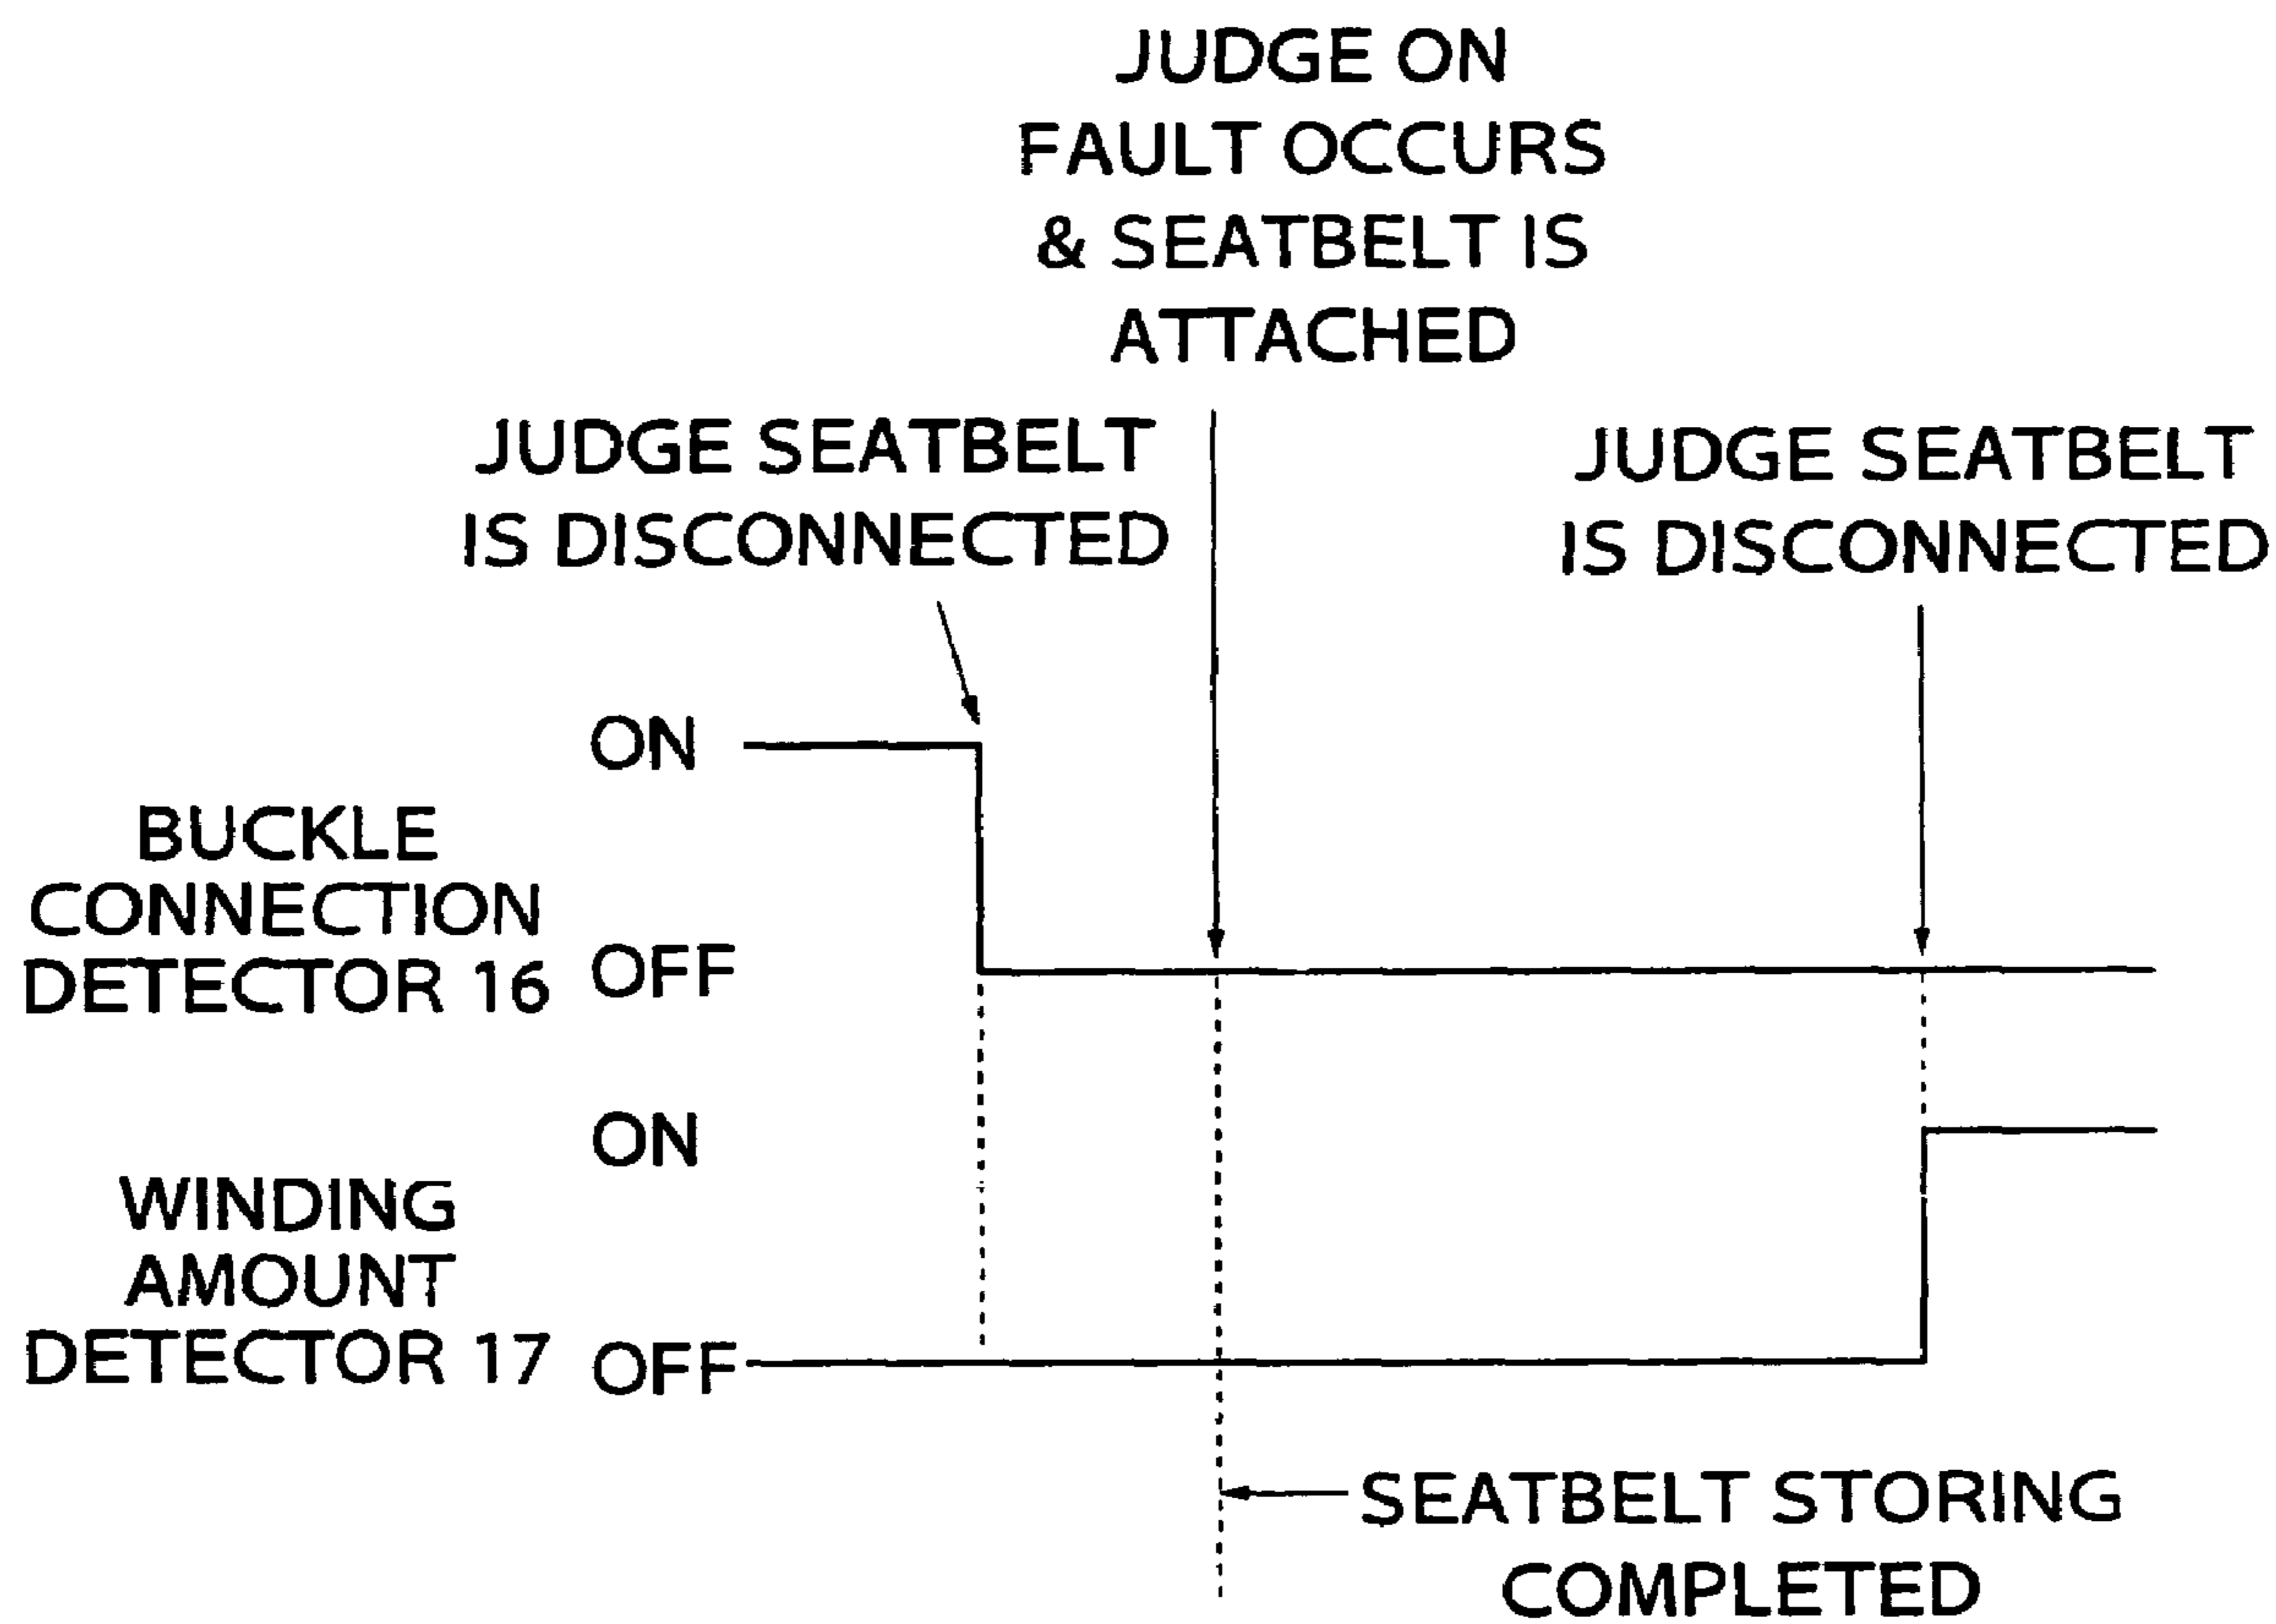 JUDGE ON
FAULT OCCURS
& SEATBELT IS
ATTACHED
JUDGE SEATBELT
IS DISCONNECTED
JUDGE SEATBELT
IS DISCONNECTED
ON
BUCKLE
CONNECTION
DETECTOR 16
OFF
ON
WINDING
AMOUNT
DETECTOR 17
OFF
SEATBELT STORING
COMPLETED